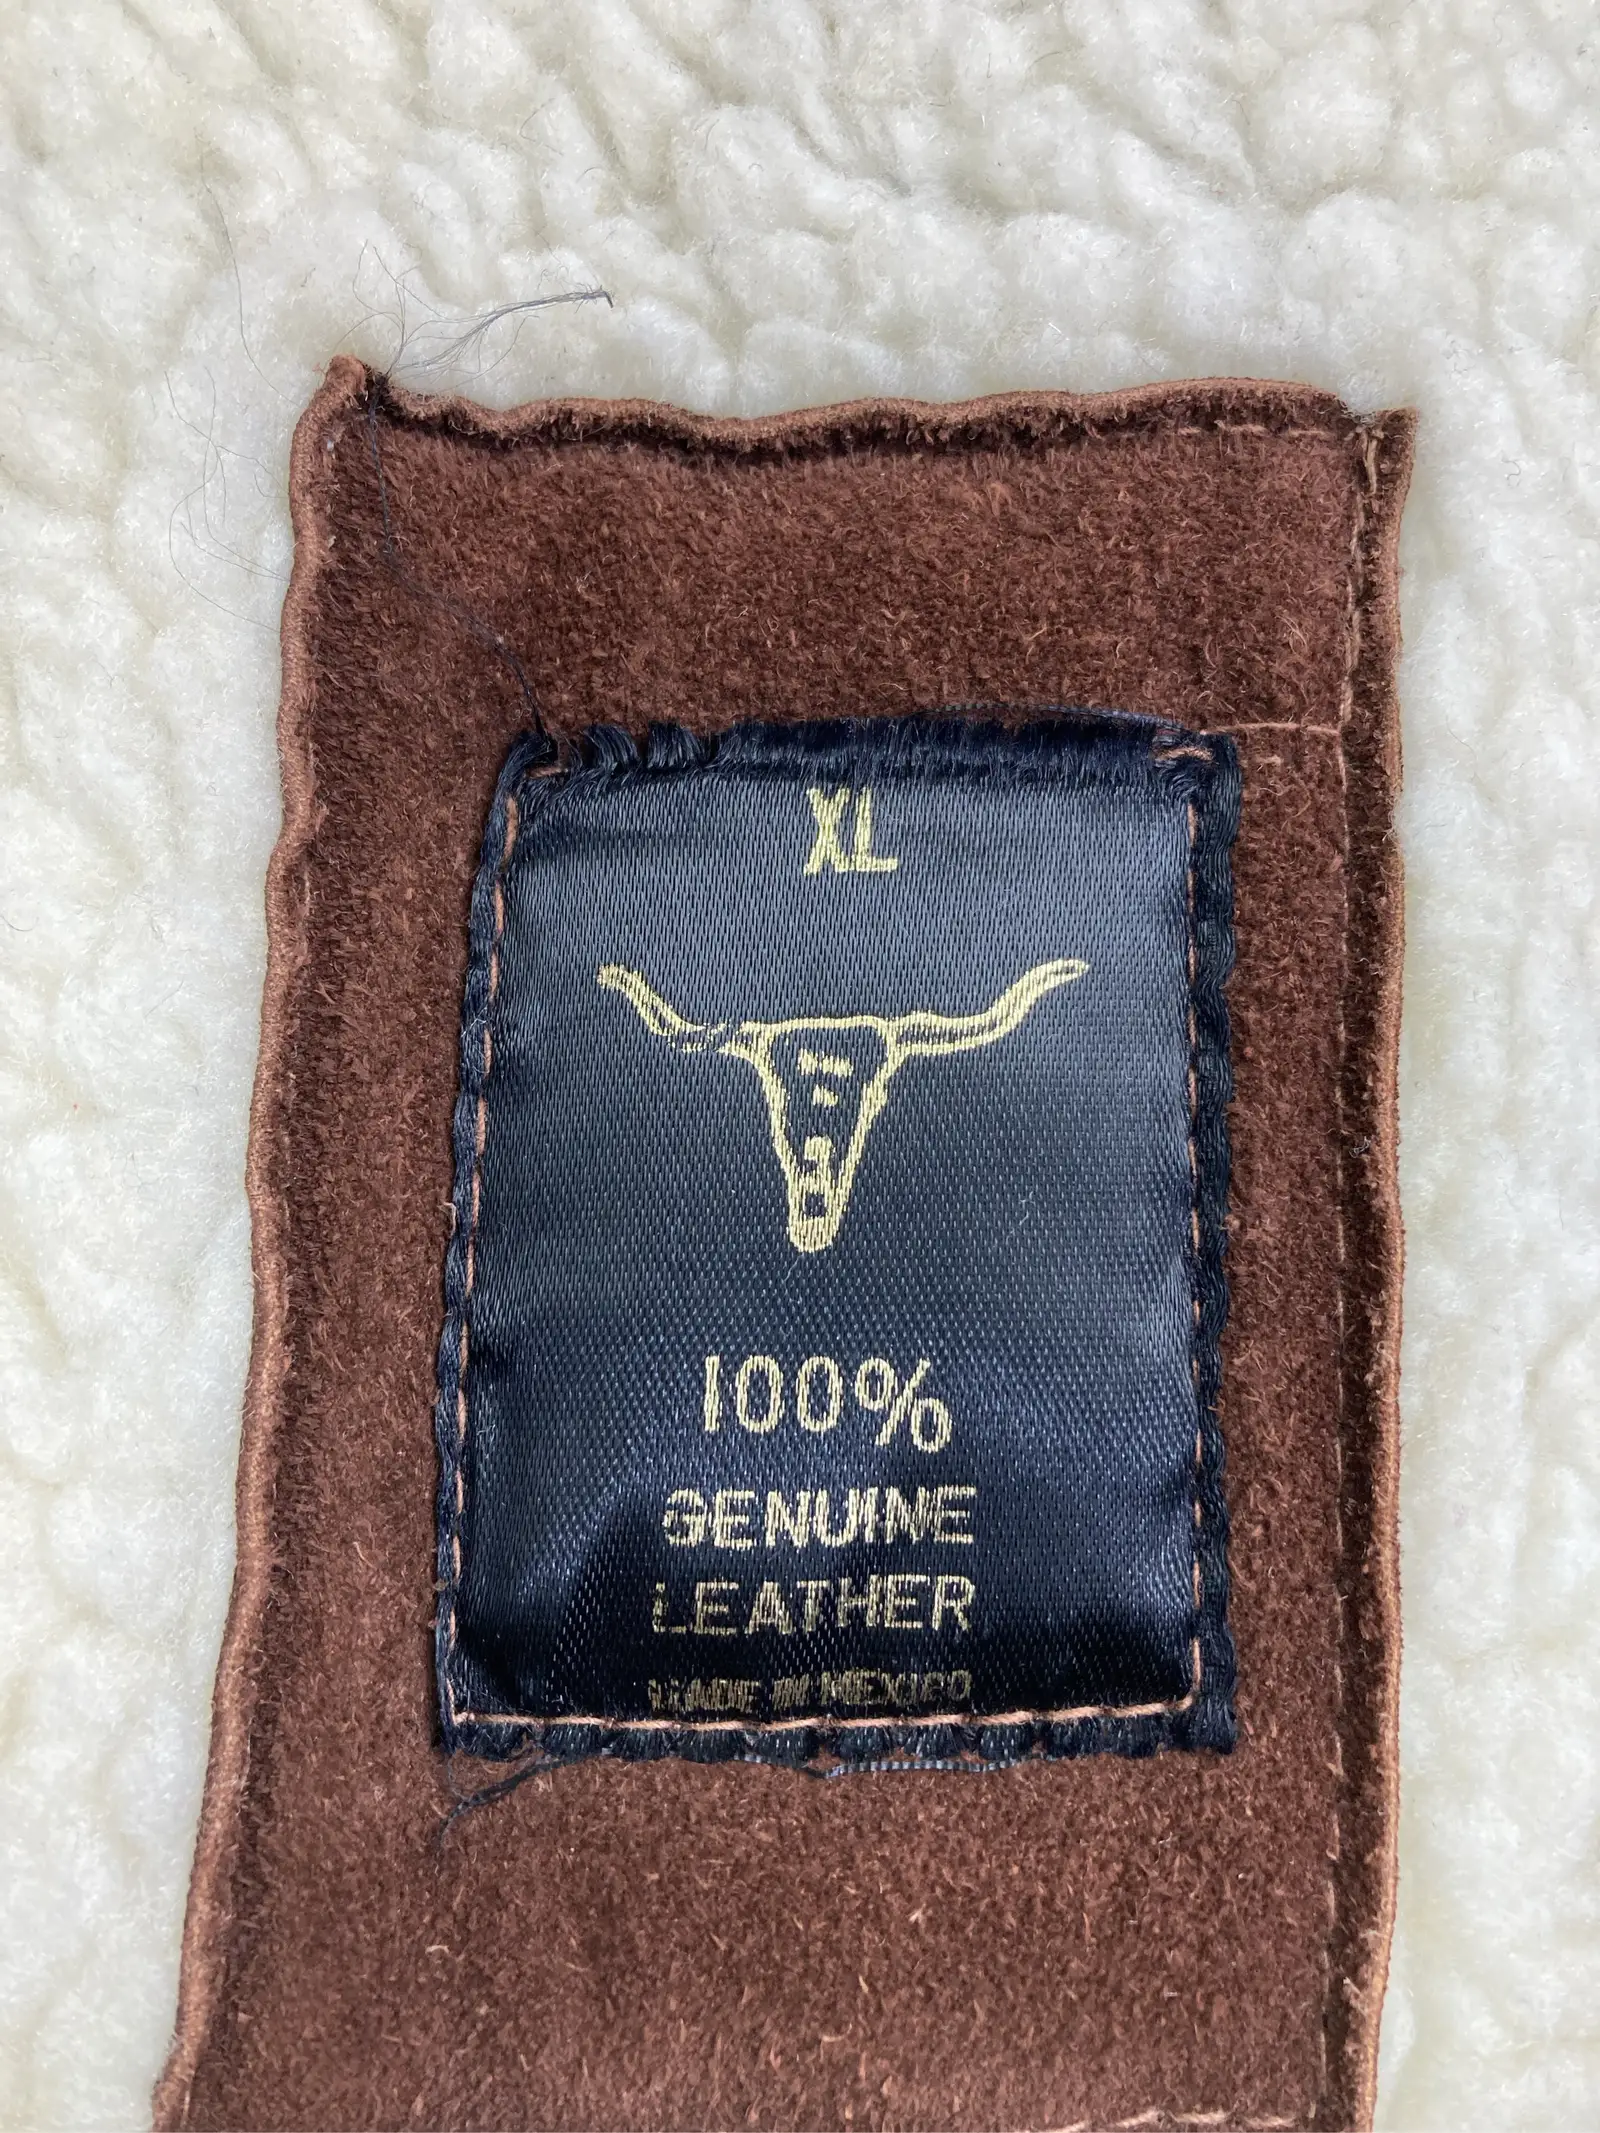 XL
100%
GENUINE
LEATHER
MADE IN MEXICO